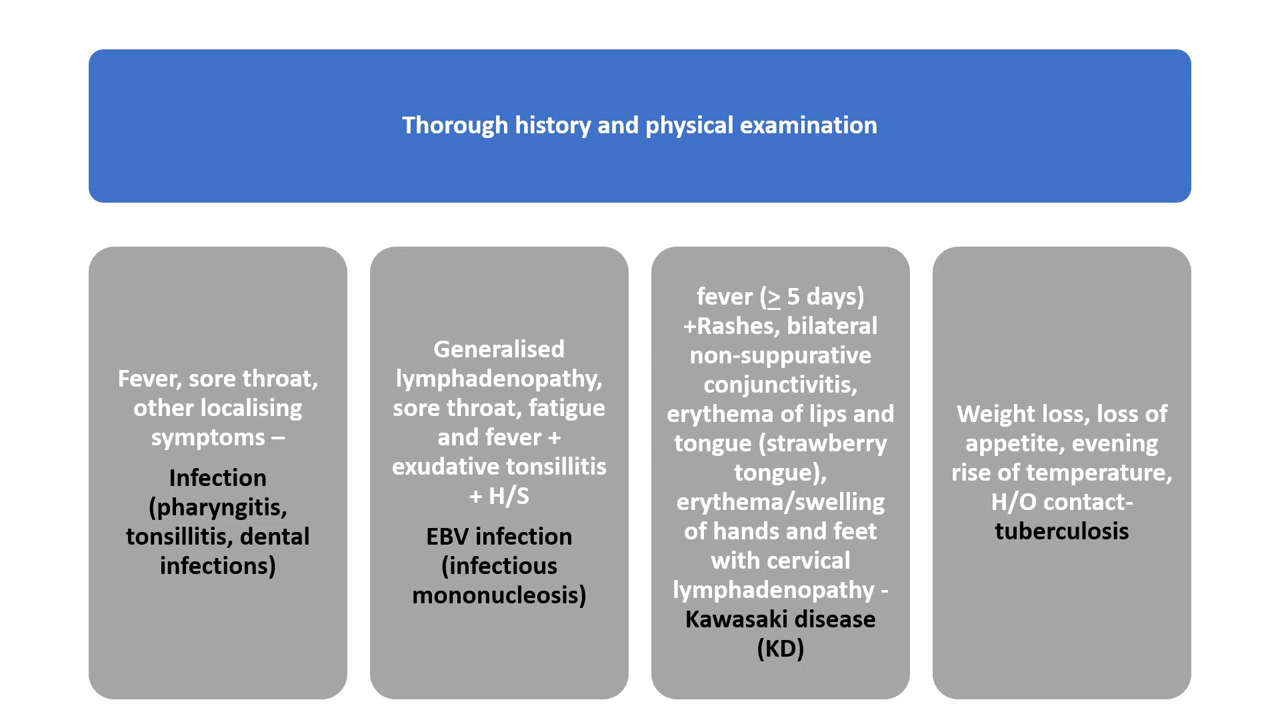 Thorough history and physical examination
Fever, sore throat,
other localising
symptoms –
Infection
(pharyngitis,
tonsillitis, dental
infections)
Generalised
lymphadenopathy,
sore throat, fatigue
and fever +
exudative tonsillitis
+ H/S
EBV infection
(infectious
mononucleosis)
fever (≥ 5 days)
+Rashes, bilateral
non-suppurative
conjunctivitis,
erythema of lips and
tongue (strawberry
tongue),
erythema/swelling
of hands and feet
with cervical
lymphadenopathy -
Kawasaki disease
(KD)
Weight loss, loss of
appetite, evening
rise of temperature,
H/O contact-
tuberculosis